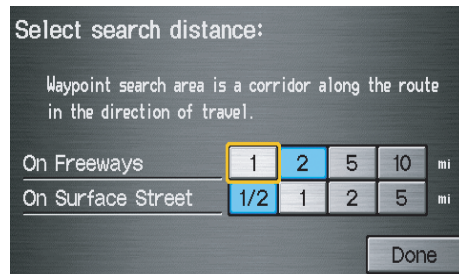 Select search distance:
Waypoint search area is a corridor along the route
in the direction of travel.
On Freeways 1 2 5 10 mi
On Surface Street 1/2 1 2 5 mi
Done